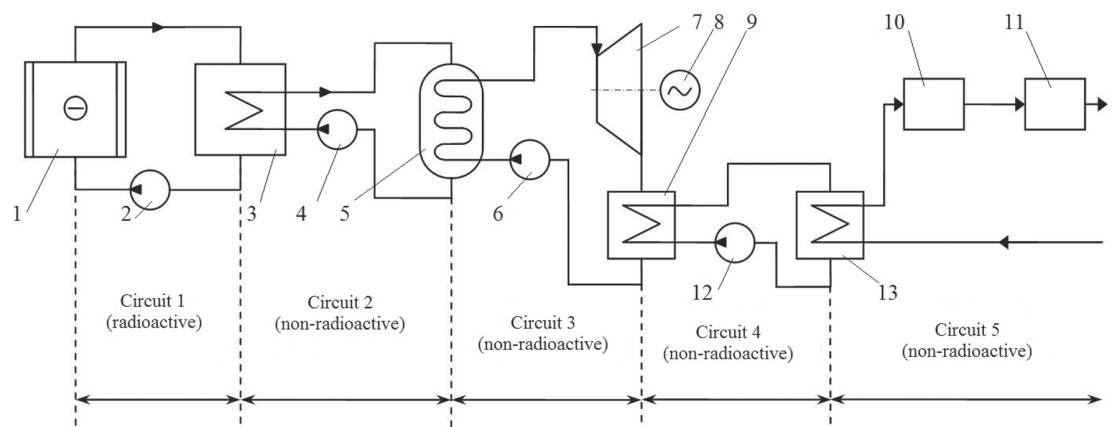 7 8 9
10 11
1 2 3 4 5 6
12 13
Circuit 1
(radioactive)
Circuit 2
(non-radioactive)
Circuit 3
(non-radioactive)
Circuit 4
(non-radioactive)
Circuit 5
(non-radioactive)